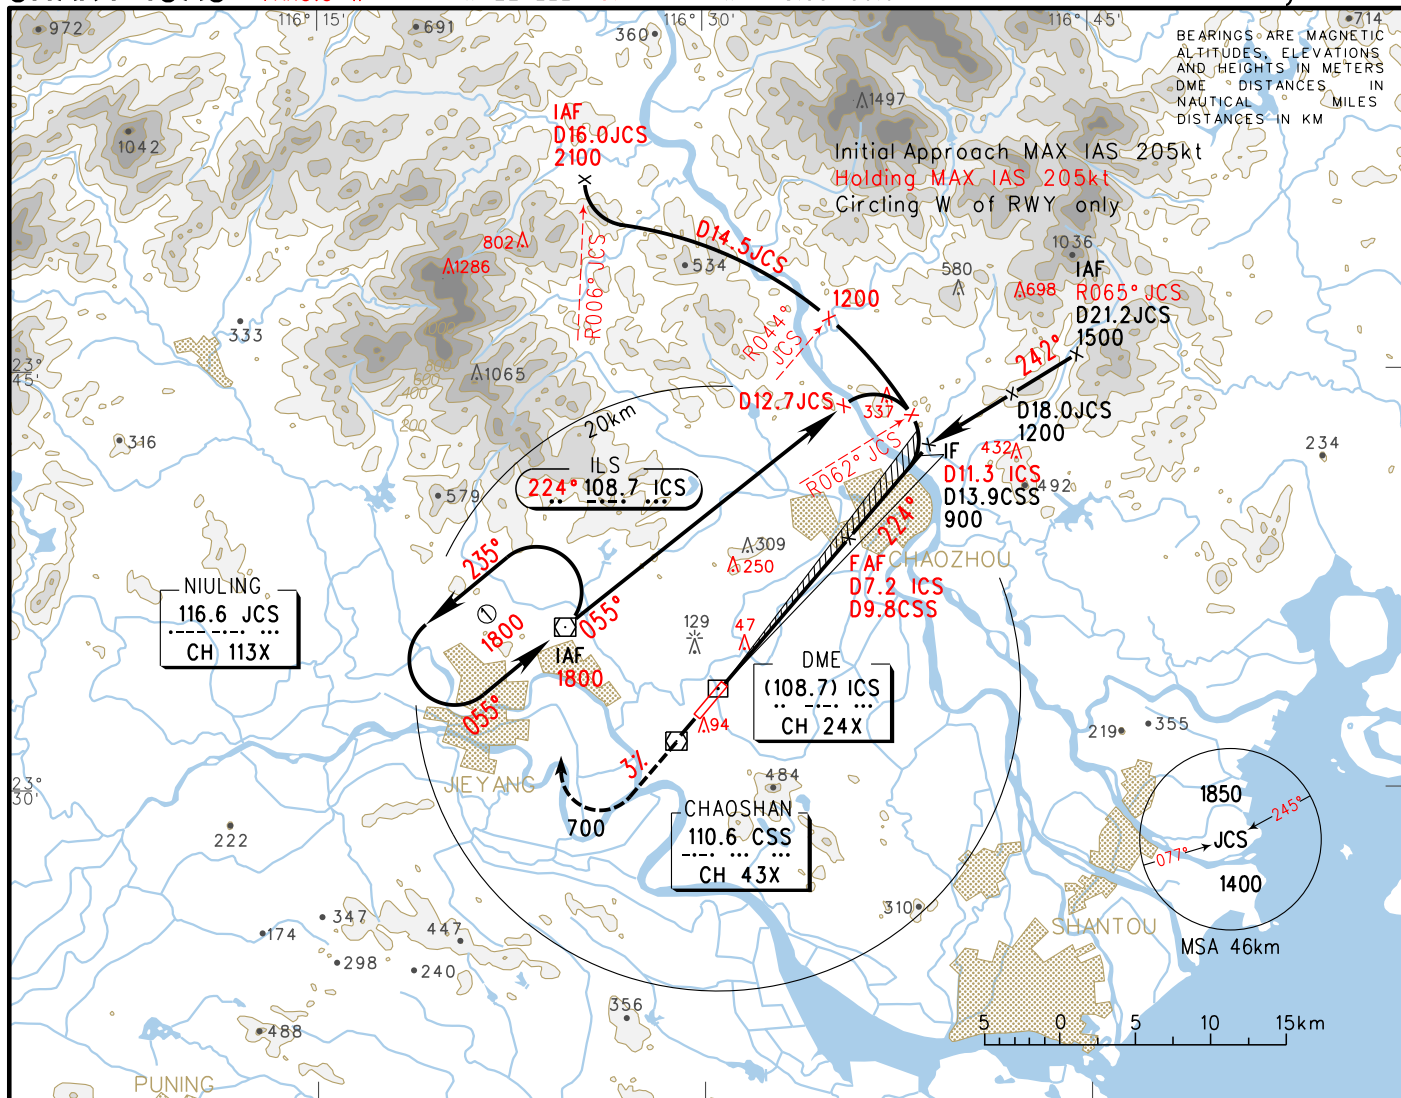 116° 15'
116° 30'
116° 45'
972
691
360
714
BEARINGS ARE MAGNETIC
ALTITUDES, ELEVATIONS
AND HEIGHTS IN METERS
DME DISTANCES IN
NAUTICAL MILES
DISTANCES IN KM
1497
IAF
D16.0JCS
2100
1042
Initial Approach MAX IAS 205kt
Holding MAX IAS 205kt
Circling W of RWY only
802
1286
D14.5JCS
534
1036
580
698
IAF
R065° JCS
D21.2JCS
1500
R006° JCS
1200
R044°
JCS
333
242°
23°
45'
1000
800
600
400
200
1065
D12.7JCS
337
D18.0JCS
1200
20km
316
234
R062° JCS
432
IF
D11.3 ICS
D13.9CSS
900
492
ILS
224° 108.7 ICS
579
224°
309
250
CHAOZHOU
FAF
D7.2 ICS
D9.8CSS
235°
NIULING
116.6 JCS
CH 113X
1
1800
055°
129
47
IAF
1800
DME
(108.7) ICS
CH 24X
055°
94
219
355
3%
484
JIEYANG
23°
30'
700
CHAOSHAN
110.6 CSS
CH 43X
1850
245°
JCS
077°
1400
222
310
347
174
447
298
240
SHANTOU
MSA 46km
356
488
5 0 5 10 15km
PUNING